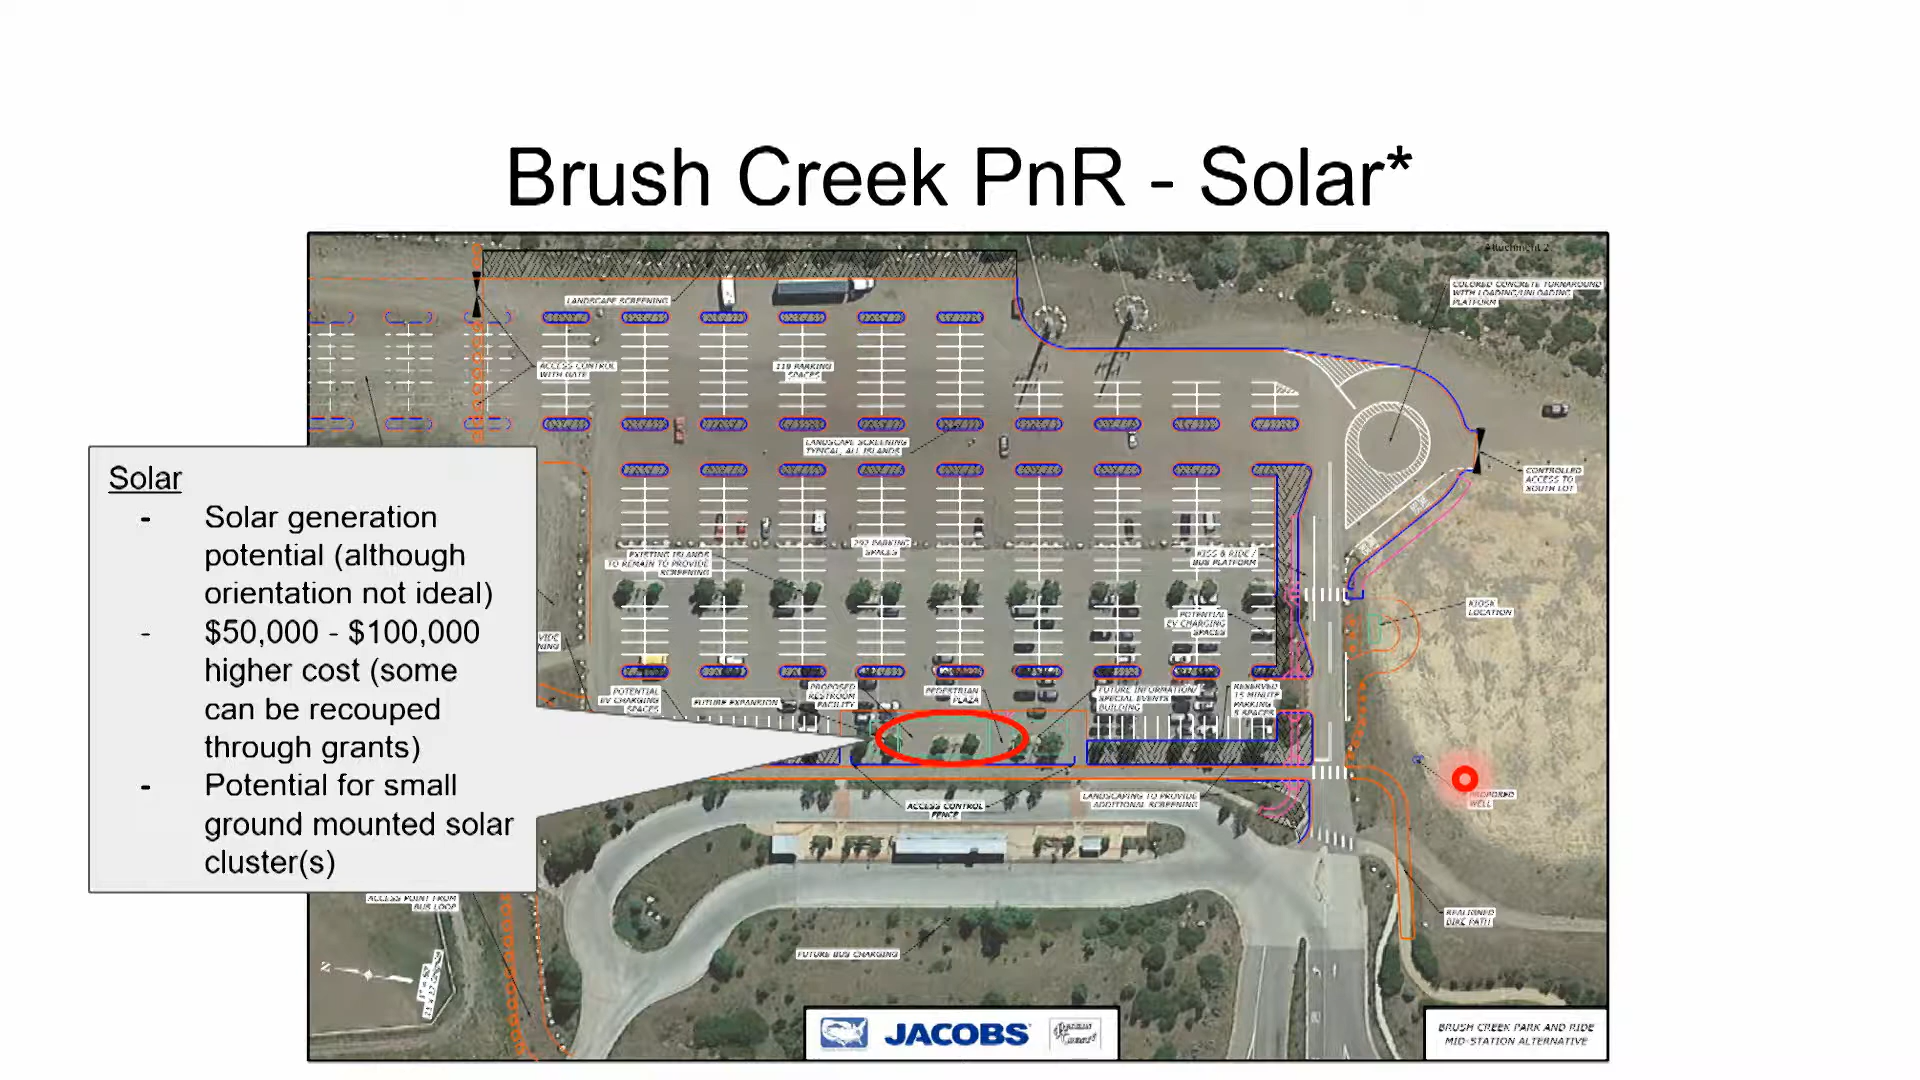 Brush Creek PnR - Solar*
Attachment 2
COLORED CONCRETE TURNAROUND
WITH LOADING/UNLOADING
PLATFORM
LANDSCAPE SCREENING
ACCESS CONTROL
WITH GATE
118 PARKING
SPACES
LANDSCAPE SCREENING
TYPICAL, ALL ISLANDS
CONTROLLED
ACCESS TO
SOUTH LOT
Solar
- Solar generation
potential (although
orientation not ideal)
- $50,000 - $100,000
higher cost (some
can be recouped
through grants)
- Potential for small
ground mounted solar
cluster(s)
EXISTING ISLANDS
TO REMAIN TO PROVIDE
SCREENING
292 PARKING
SPACES
KISS & RIDE /
BUS PLATFORM
POTENTIAL
EV CHARGING
SPACES
KIOSK
LOCATION
POTENTIAL
EV CHARGING
SPACES
FUTURE EXPANSION
PROPOSED
RESTROOM
FACILITY
PEDESTRIAN
PLAZA
FUTURE INFORMATION/
SPECIAL EVENTS
BUILDING
RESERVED
15 MINUTE
PARKING
8 SPACES
ACCESS CONTROL
FENCE
LANDSCAPING TO PROVIDE
ADDITIONAL SCREENING
PROPOSED
WELL
ACCESS POINT FROM
BUS LOOP
REALIGNED
BIKE PATH
FUTURE BUS CHARGING
JACOBS
BRUSH CREEK PARK AND RIDE
MID-STATION ALTERNATIVE